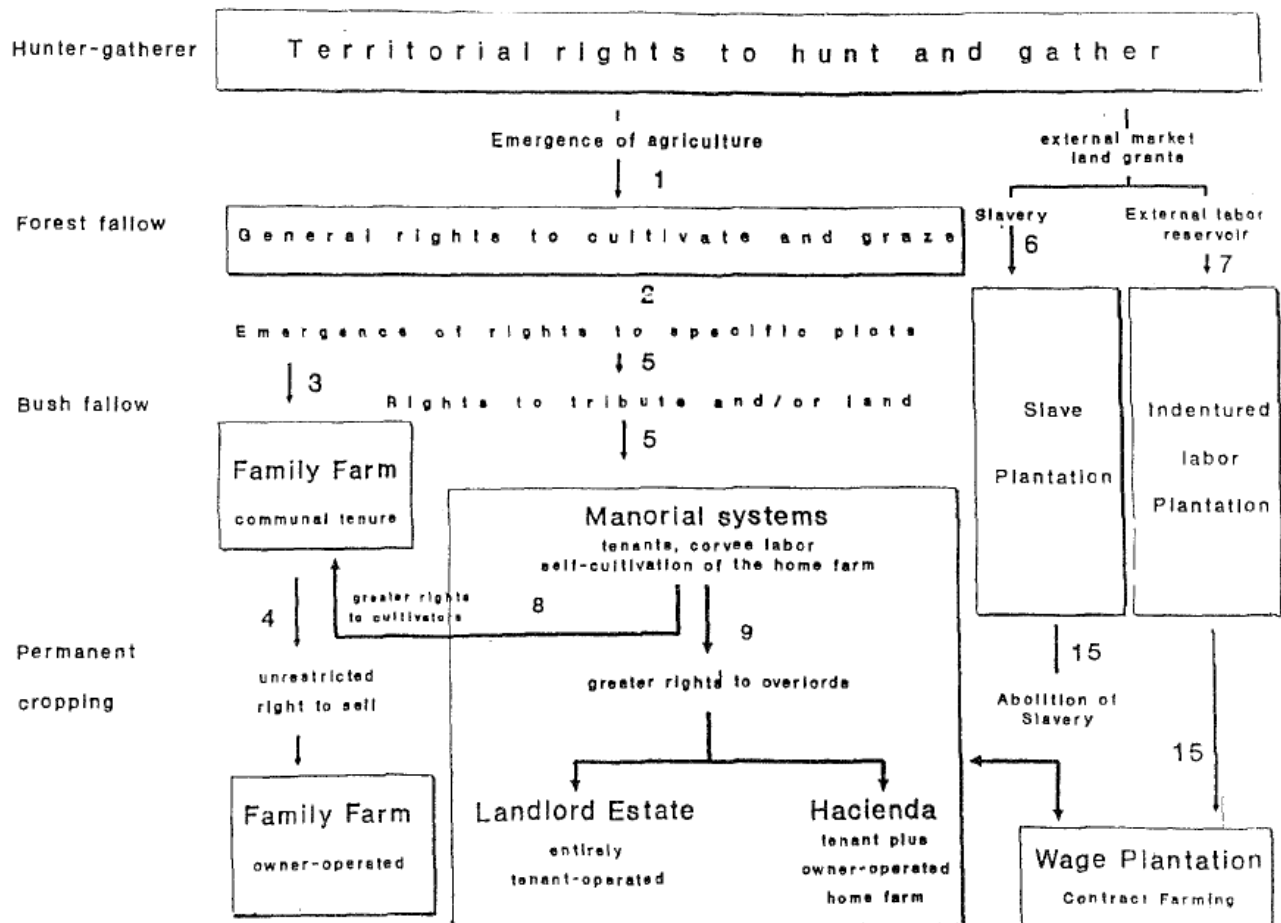 Hunter-gatherer
Territorial rights to hunt and gather
Emergence of agriculture
1
external market
land grants
Forest fallow
General rights to cultivate and graze
Slavery
6
External labor
reservoir
7
2
Emergence of rights to specific plots
3
5
Bush fallow
Rights to tribute and/or land
5
Slave
Plantation
Indentured
labor
Plantation
Family Farm
communal tenure
Manorial systems
tenants, corvee labor
self-cultivation of the home farm
4
greater rights
to cultivators
8
9
15
Permanent
cropping
unrestricted
right to sell
greater rights to overlords
Abolition of
Slavery
15
Family Farm
owner-operated
Landlord Estate
entirely
tenant-operated
Hacienda
tenant plus
owner-operated
home farm
Wage Plantation
Contract Farming